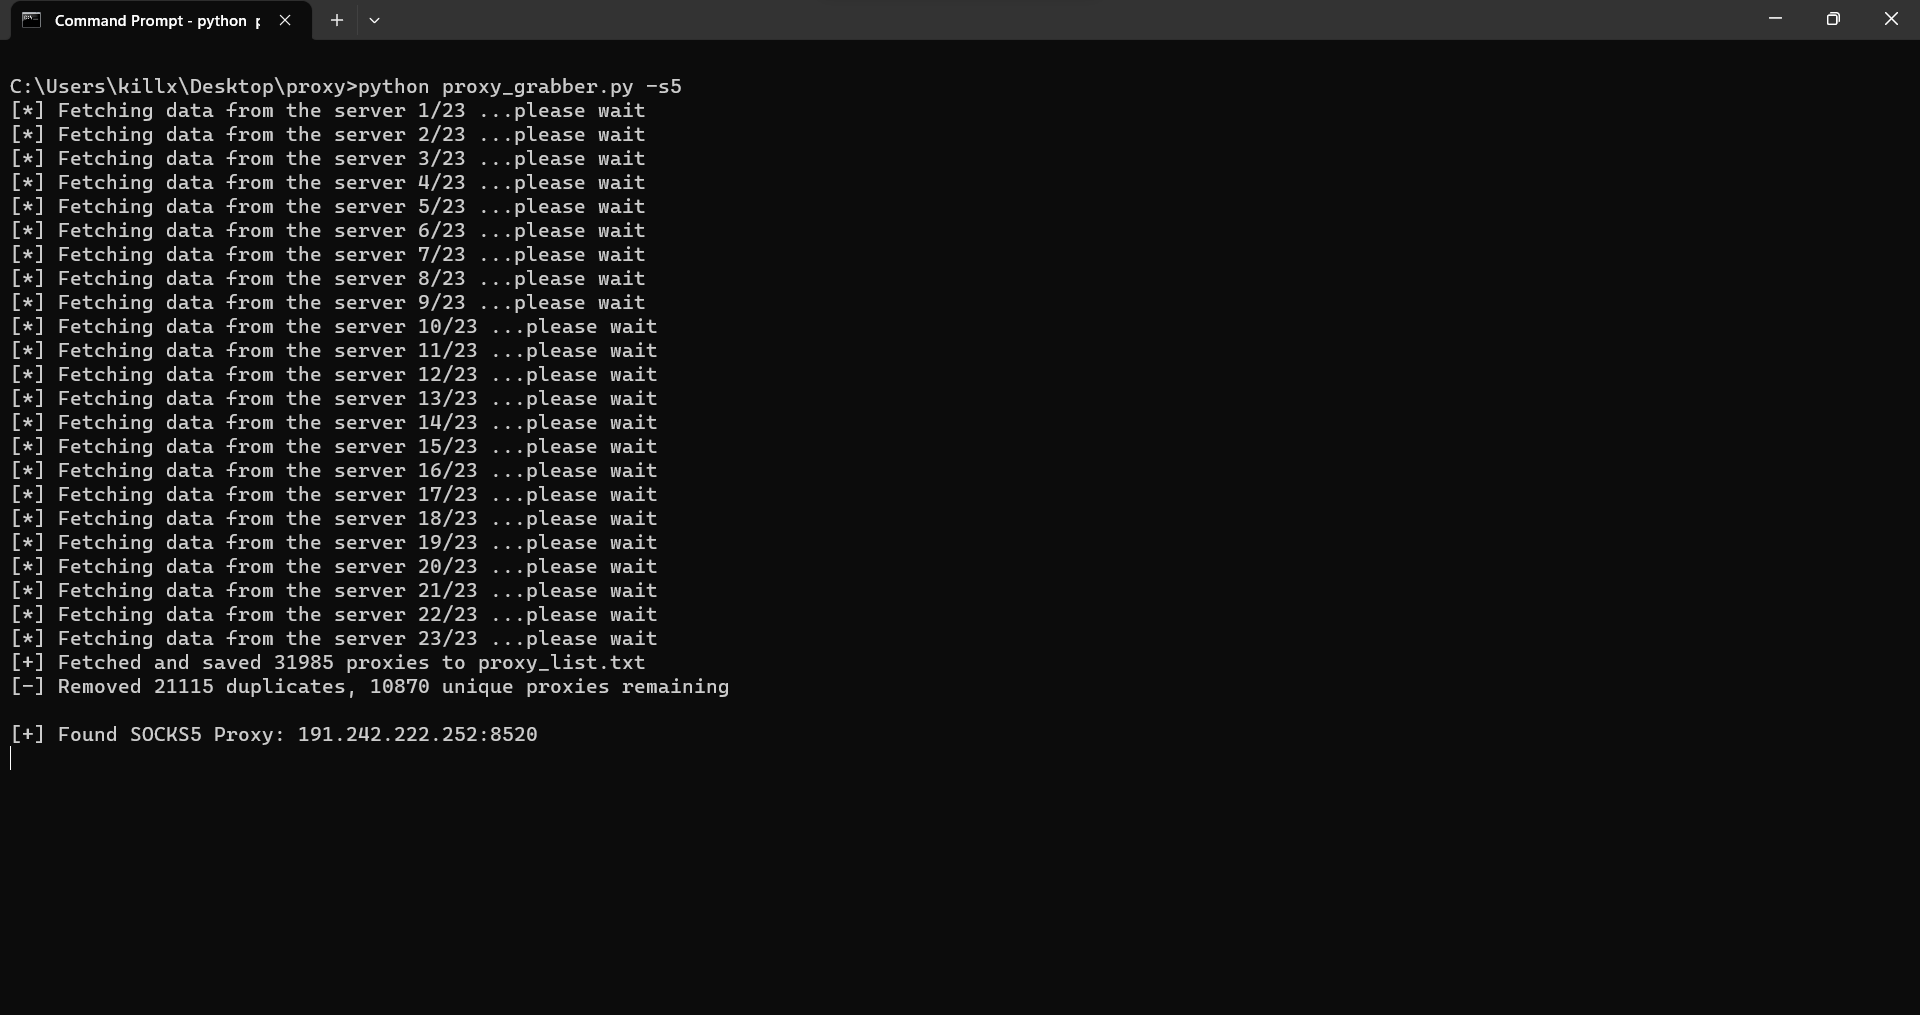 Command Prompt - python p
C:\Users\killx\Desktop\proxy>python proxy_grabber.py -s5
[*] Fetching data from the server 1/23 ...please wait
[*] Fetching data from the server 2/23 ...please wait
[*] Fetching data from the server 3/23 ...please wait
[*] Fetching data from the server 4/23 ...please wait
[*] Fetching data from the server 5/23 ...please wait
[*] Fetching data from the server 6/23 ...please wait
[*] Fetching data from the server 7/23 ...please wait
[*] Fetching data from the server 8/23 ...please wait
[*] Fetching data from the server 9/23 ...please wait
[*] Fetching data from the server 10/23 ...please wait
[*] Fetching data from the server 11/23 ...please wait
[*] Fetching data from the server 12/23 ...please wait
[*] Fetching data from the server 13/23 ...please wait
[*] Fetching data from the server 14/23 ...please wait
[*] Fetching data from the server 15/23 ...please wait
[*] Fetching data from the server 16/23 ...please wait
[*] Fetching data from the server 17/23 ...please wait
[*] Fetching data from the server 18/23 ...please wait
[*] Fetching data from the server 19/23 ...please wait
[*] Fetching data from the server 20/23 ...please wait
[*] Fetching data from the server 21/23 ...please wait
[*] Fetching data from the server 22/23 ...please wait
[*] Fetching data from the server 23/23 ...please wait
[+] Fetched and saved 31985 proxies to proxy_list.txt
[-] Removed 21115 duplicates, 10870 unique proxies remaining
[+] Found SOCKS5 Proxy: 191.242.222.252:8520